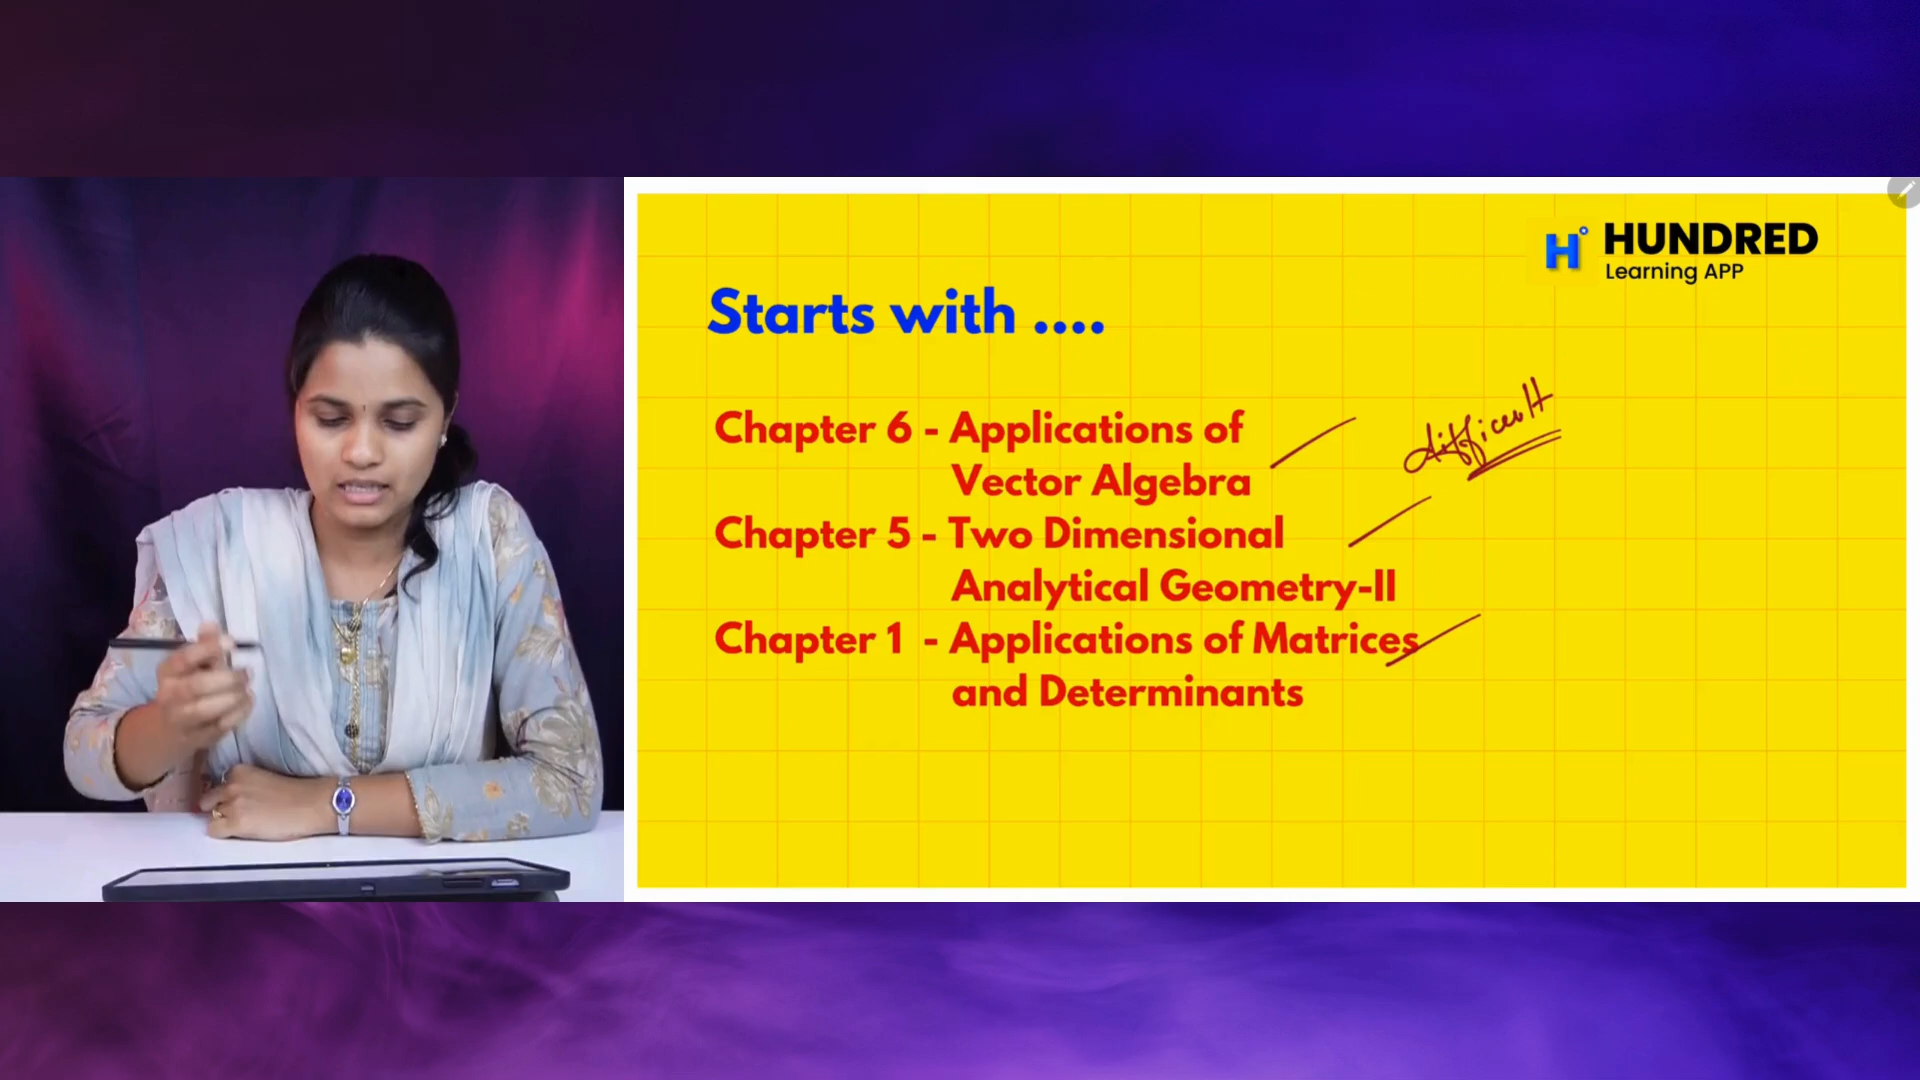 H° HUNDRED
Learning APP
Starts with ....
Chapter 6 - Applications of
Vector Algebra
difficult
Chapter 5 - Two Dimensional
Analytical Geometry-II
Chapter 1 - Applications of Matrices
and Determinants